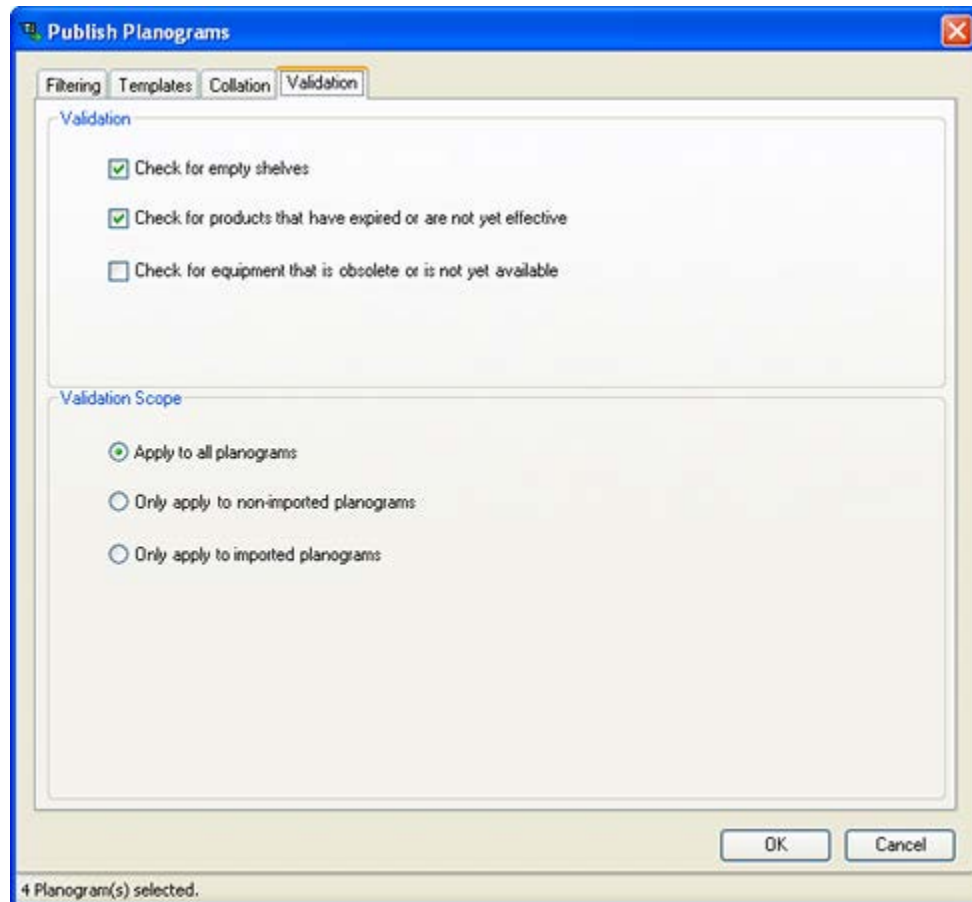 Publish Planograms
Filtering Templates Collation Validation
Validation
Check for empty shelves
Check for products that have expired or are not yet effective
Check for equipment that is obsolete or is not yet available
Validation Scope
Apply to all planograms
Only apply to non-imported planograms
Only apply to imported planograms
OK Cancel
4 Planogram(s) selected.